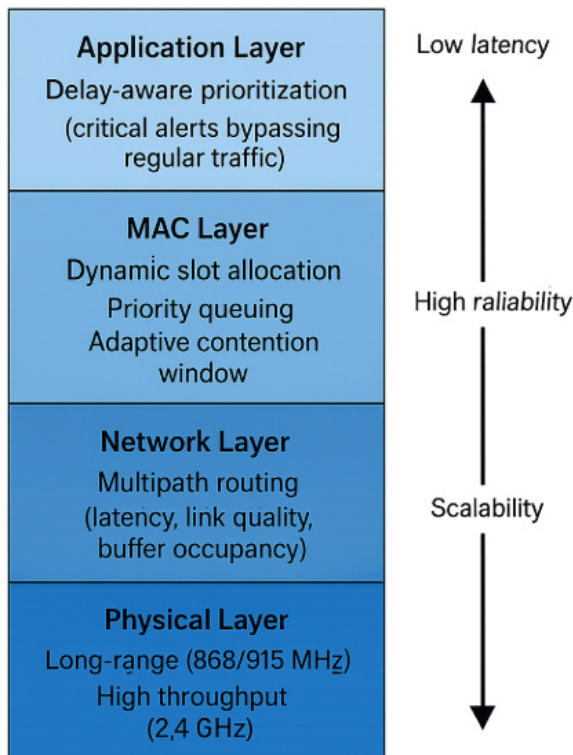 Application Layer
Delay-aware prioritization
(critical alerts bypassing
regular traffic)
MAC Layer
Dynamic slot allocation
Priority queuing
Adaptive contention
window
Network Layer
Multipath routing
(latency, link quality,
buffer occupancy)
Physical Layer
Long-range (868/915 MHz)
High throughput
(2,4 GHz)
Low latency
High raliability
Scalability